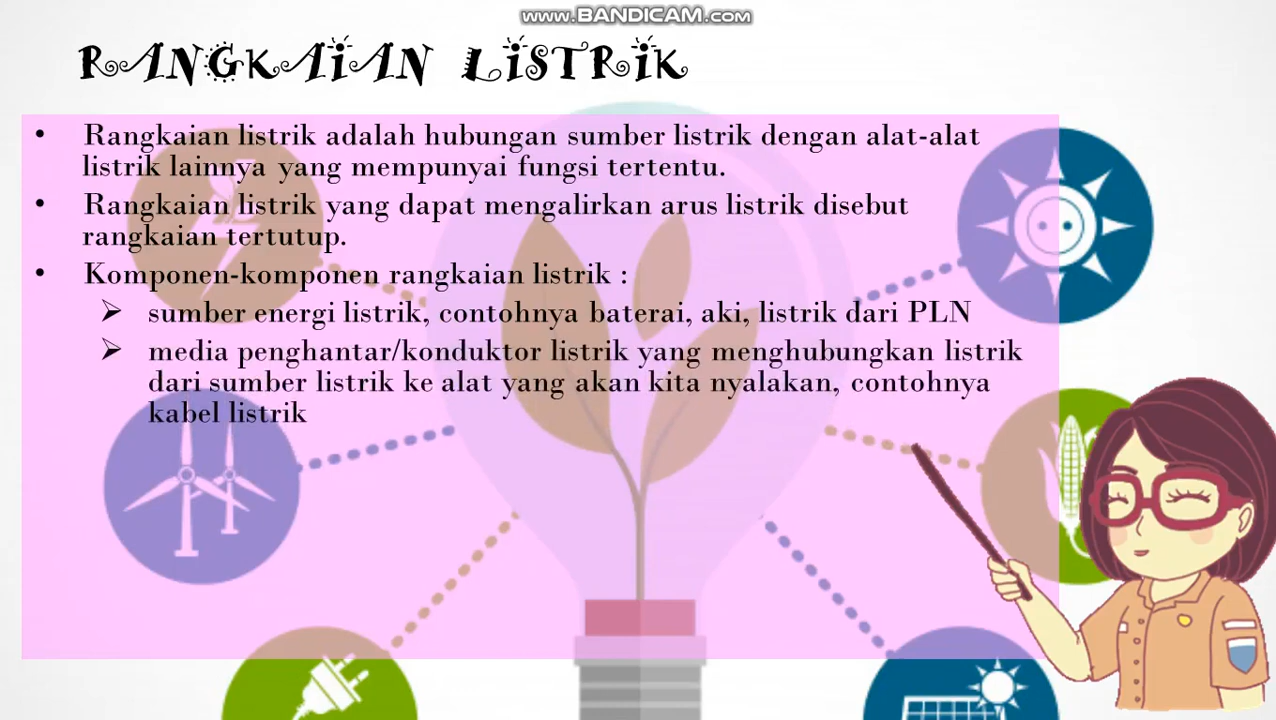 www.BANDICAM.com
RANGKAIAN LISTRIK
• Rangkaian listrik adalah hubungan sumber listrik dengan alat-alat
listrik lainnya yang mempunyai fungsi tertentu.
• Rangkaian listrik yang dapat mengalirkan arus listrik disebut
rangkaian tertutup.
• Komponen-komponen rangkaian listrik :
➢ sumber energi listrik, contohnya baterai, aki, listrik dari PLN
➢ media penghantar/konduktor listrik yang menghubungkan listrik
dari sumber listrik ke alat yang akan kita nyalakan, contohnya
kabel listrik